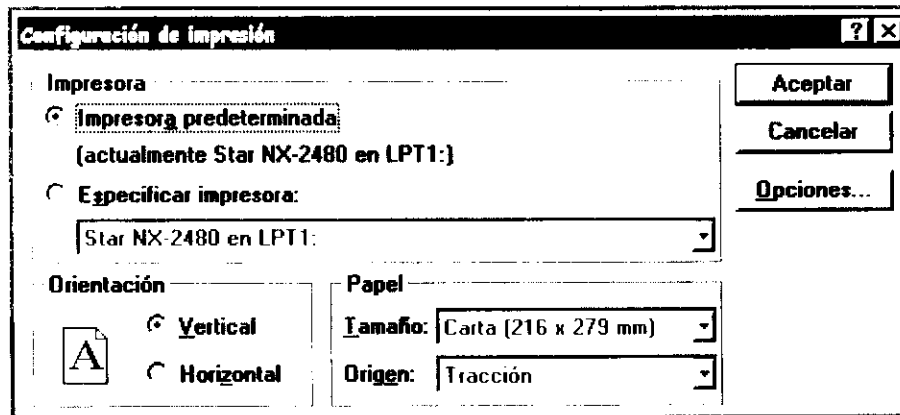 Configuración de impresión
Impresora
Impresora predeterminada
(actualmente Star NX-2480 en LPT1:)
Especificar impresora:
Star NX-2480 en LPT1:
Aceptar
Cancelar
Opciones...
Orientación
A
Vertical
Horizontal
Papel
Tamaño: Carta (216 x 279 mm)
Origen: Tracción